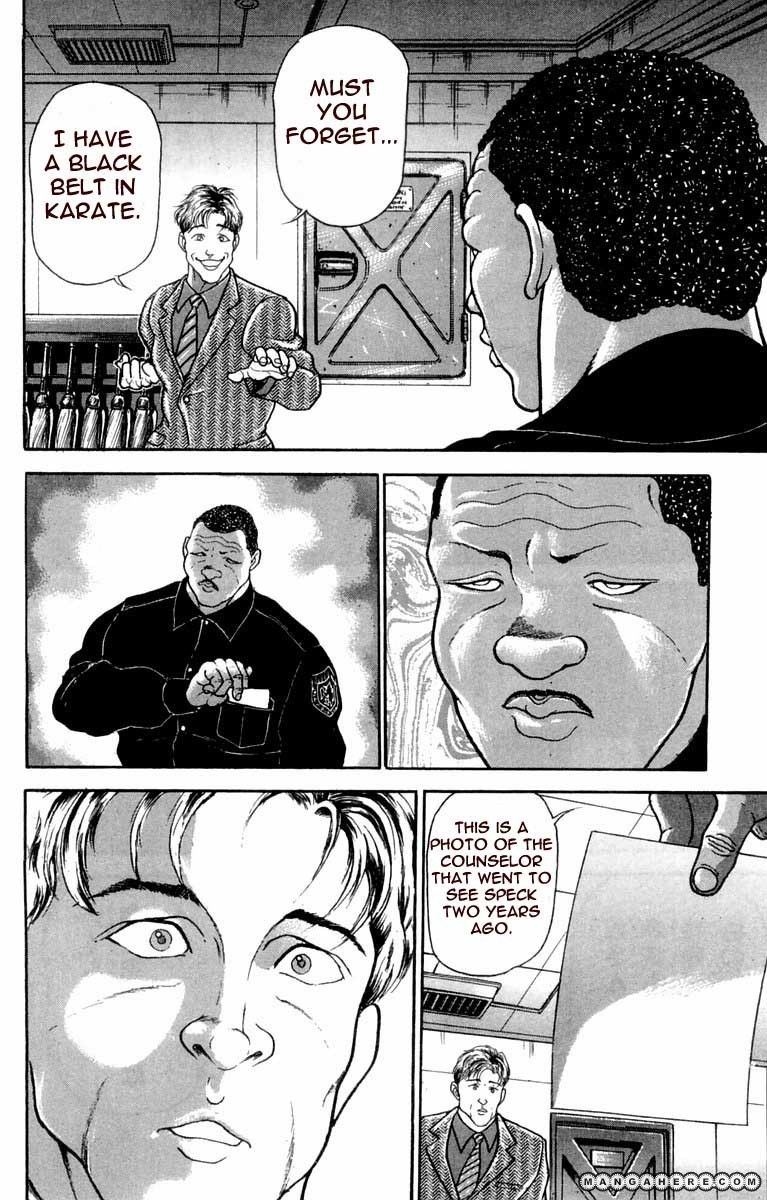 MUST
YOU
FORGET...
I HAVE
A BLACK
BELT IN
KARATE.
THIS IS A
PHOTO OF THE
COUNSELOR
THAT WENT TO
SEE SPECK
TWO YEARS
AGO.
MANGAHERE.COM